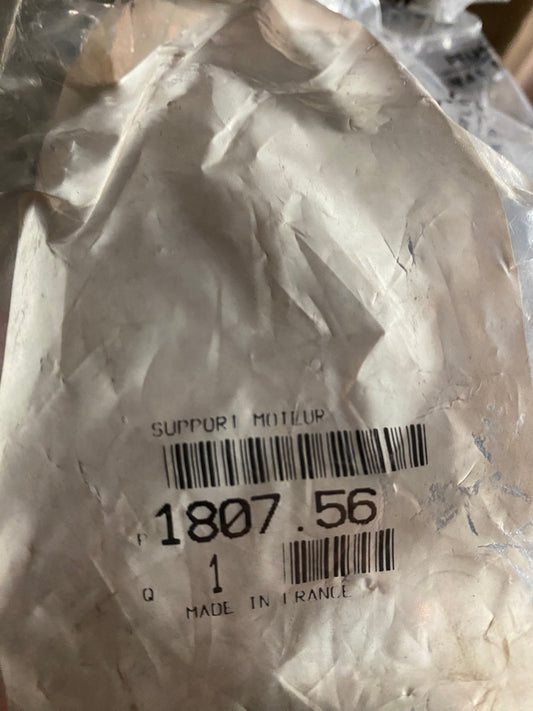 SUPPORT MOTEUR
P 1807.56
Q 1
MADE IN FRANCE